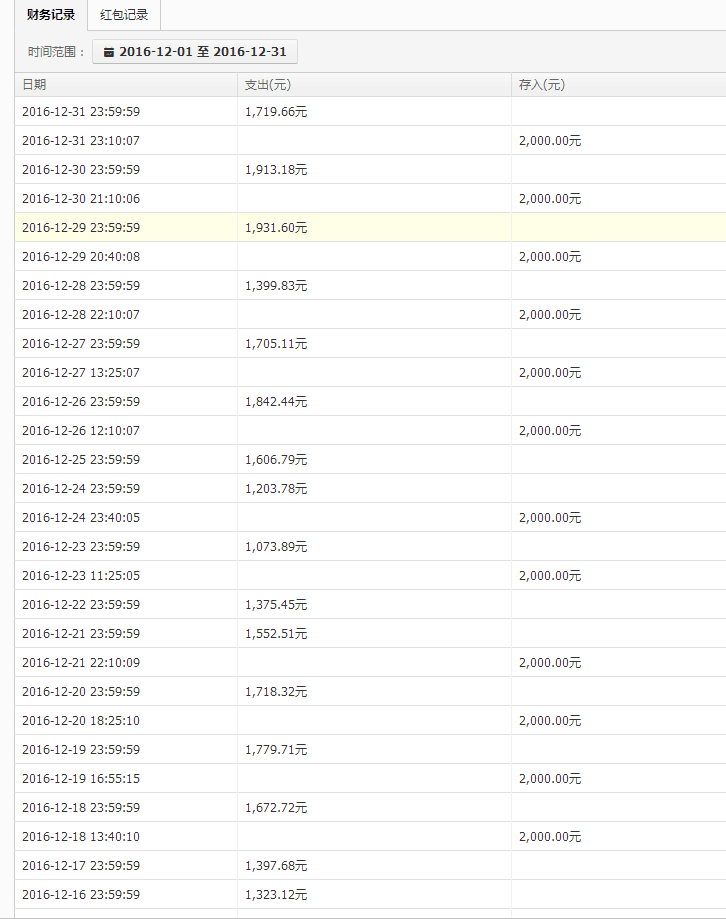 财务记录 红包记录
时间范围： 2016-12-01 至 2016-12-31
日期 支出(元) 存入(元)
2016-12-31 23:59:59 1,719.66元
2016-12-31 23:10:07 2,000.00元
2016-12-30 23:59:59 1,913.18元
2016-12-30 21:10:06 2,000.00元
2016-12-29 23:59:59 1,931.60元
2016-12-29 20:40:08 2,000.00元
2016-12-28 23:59:59 1,399.83元
2016-12-28 22:10:07 2,000.00元
2016-12-27 23:59:59 1,705.11元
2016-12-27 13:25:07 2,000.00元
2016-12-26 23:59:59 1,842.44元
2016-12-26 12:10:07 2,000.00元
2016-12-25 23:59:59 1,606.79元
2016-12-24 23:59:59 1,203.78元
2016-12-24 23:40:05 2,000.00元
2016-12-23 23:59:59 1,073.89元
2016-12-23 11:25:05 2,000.00元
2016-12-22 23:59:59 1,375.45元
2016-12-21 23:59:59 1,552.51元
2016-12-21 22:10:09 2,000.00元
2016-12-20 23:59:59 1,718.32元
2016-12-20 18:25:10 2,000.00元
2016-12-19 23:59:59 1,779.71元
2016-12-19 16:55:15 2,000.00元
2016-12-18 23:59:59 1,672.72元
2016-12-18 13:40:10 2,000.00元
2016-12-17 23:59:59 1,397.68元
2016-12-16 23:59:59 1,323.12元